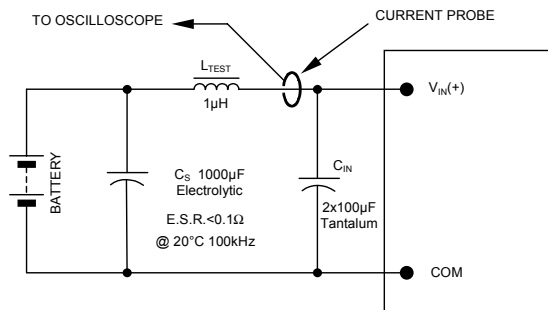 TO OSCILLOSCOPE
CURRENT PROBE
LTEST
1µH
VIN(+)
BATTERY
CS 1000µF
Electrolytic
E.S.R.<0.1Ω
@ 20°C 100kHz
CIN
2x100µF
Tantalum
COM